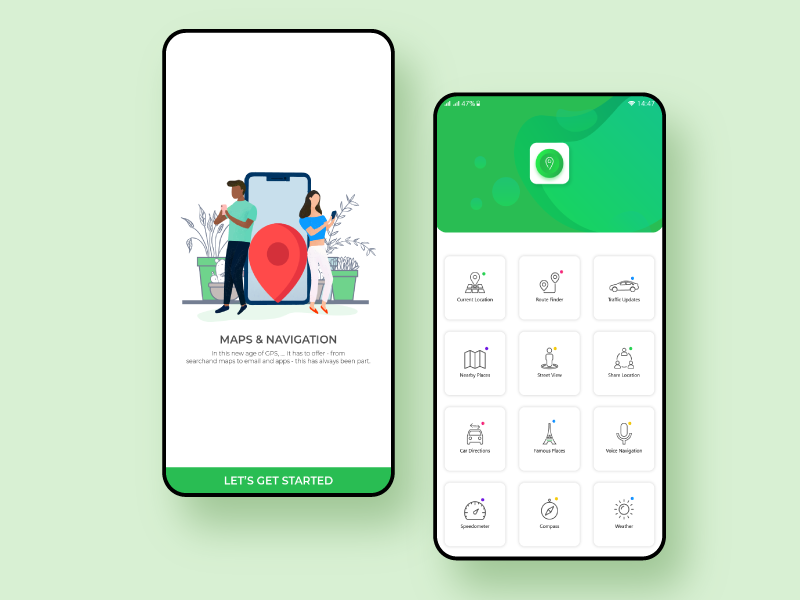 MAPS & NAVIGATION
In this new age of GPS, ... it has to offer - from
searchand maps to email and apps.- this has always been part.
LET'S GET STARTED
47%
14:47
Current Location
Route Finder
Traffic Updates
Nearby Places
Street View
Share Location
Car Directions
Famous Places
Voice Navigation
Speedometer
Compass
Weather